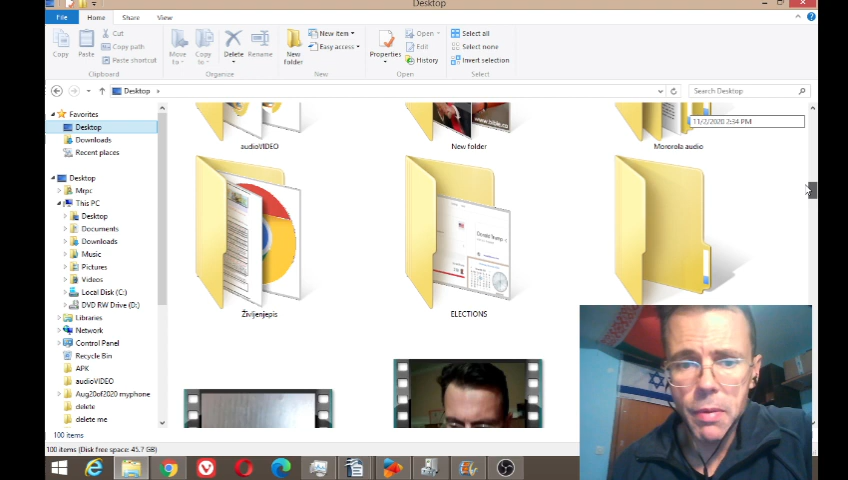 Desktop
File Home Share View
Copy Paste Cut Copy path Paste shortcut
Clipboard
Move to Copy to Delete Rename
Organize
New Folder New item Easy access
New
Properties Open Edit History
Open
Select all
Select none
Invert selection
Select
Desktop
Search Desktop
Favorites
Desktop
Downloads
Recent places
Desktop
Mrpc
This PC
Desktop
Documents
Downloads
Music
Pictures
Videos
Local Disk (C:)
DVD RW Drive (D:)
Libraries
Network
Control Panel
Recycle Bin
APK
audioVIDEO
Aug20of2020 myphone
delete
delete me
audioVIDEO
New folder
Mororola audio
11/2/2020 2:34 PM
Življenjepis
ELECTIONS
100 items
100 items (Disk free space: 45.7 GB)